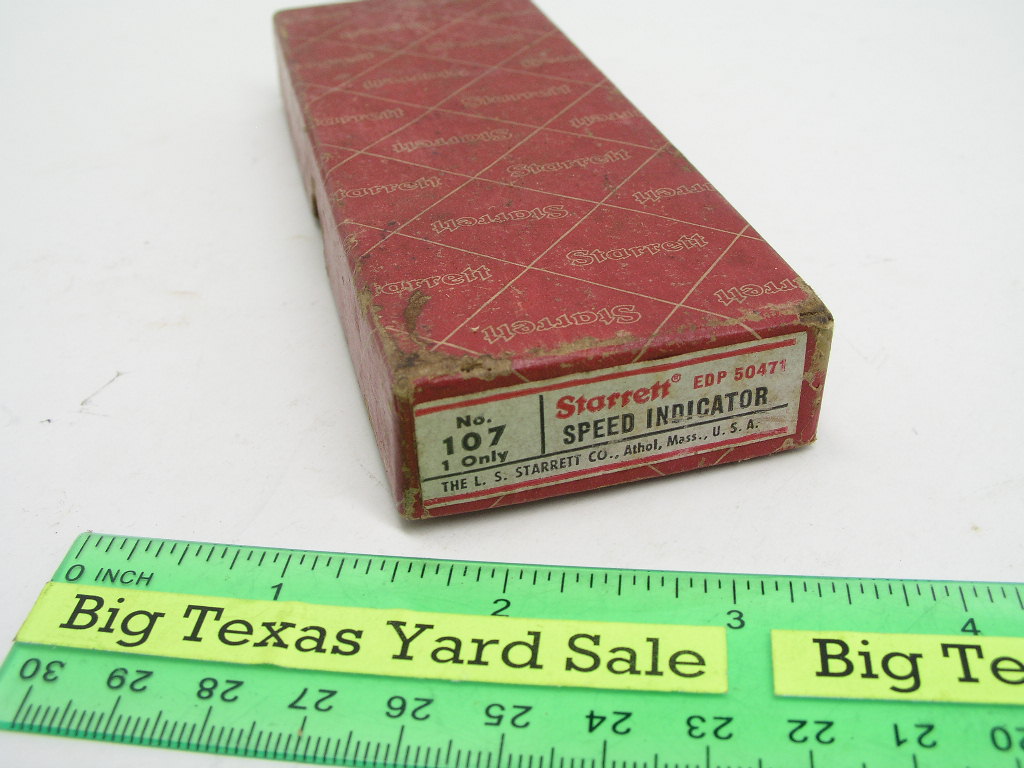 Starrett
Starrett
Starrett
Starrett
Starrett
Starrett
Starrett
Starrett
Starrett® EDP 50471
No. 107 SPEED INDICATOR
1 Only
THE L. S. STARRETT CO., Athol, Mass., U. S. A.
0 INCH 1 2 3 4
Big Texas Yard Sale Big Te
30 29 28 27 26 25 24 23 22 21 20